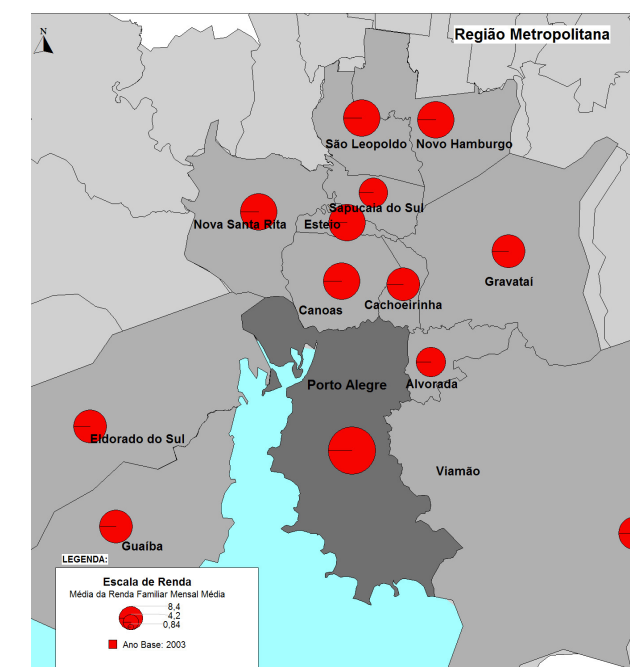 N
Região Metropolitana
São Leopoldo
Novo Hamburgo
Sapucaia do Sul
Nova Santa Rita
Esteio
Gravataí
Canoas
Cachoeirinha
Porto Alegre
Alvorada
Eldorado do Sul
Viamão
Guaíba
LEGENDA:
Escala de Renda
Média da Renda Familiar Mensal Média
8,4
4,2
0,84
Ano Base: 2003